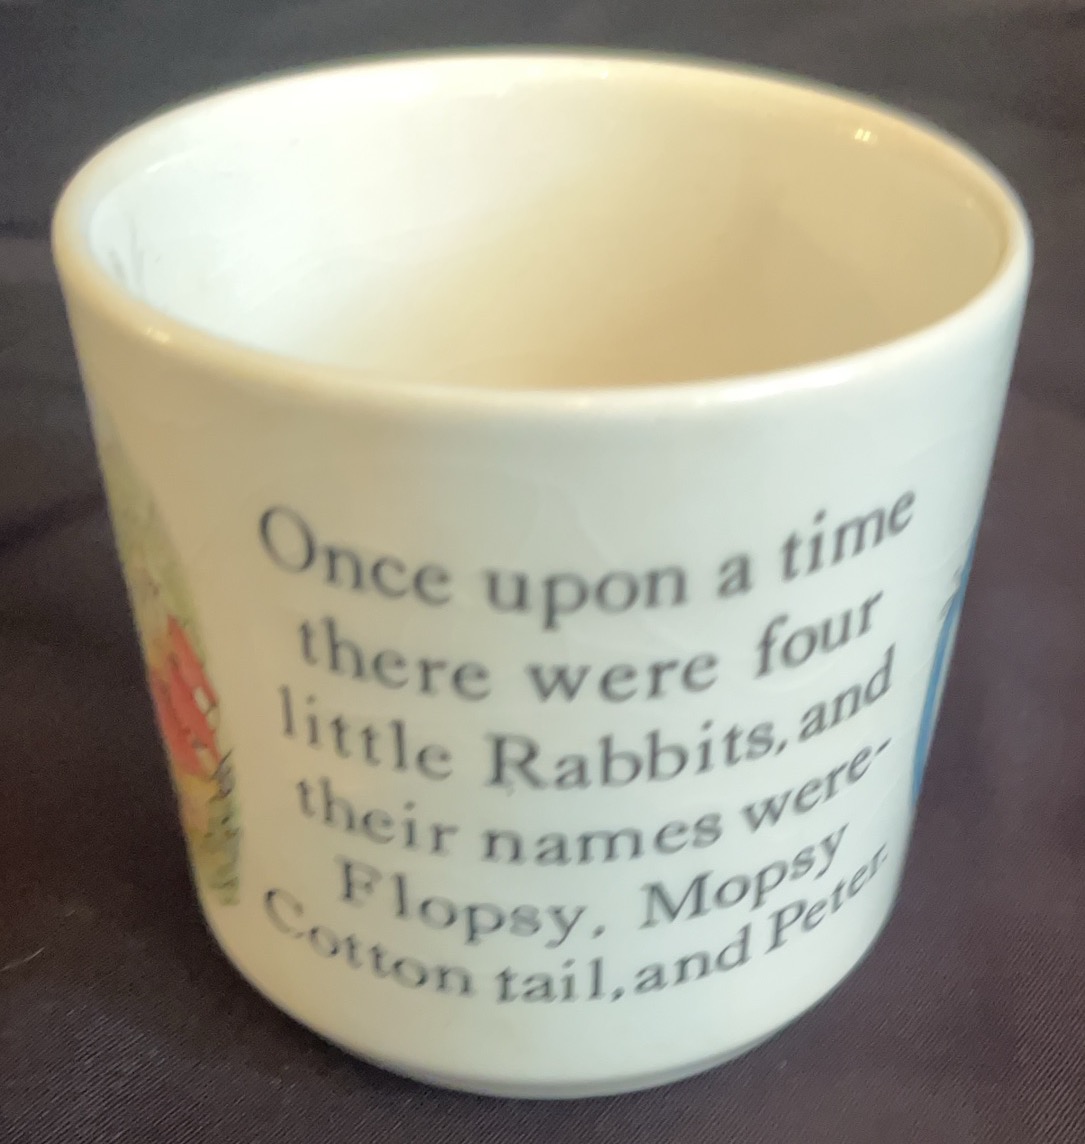 Once upon a time
there were four
little Rabbits, and
their names were-
Flopsy, Mopsy
Cotton tail, and Peter.